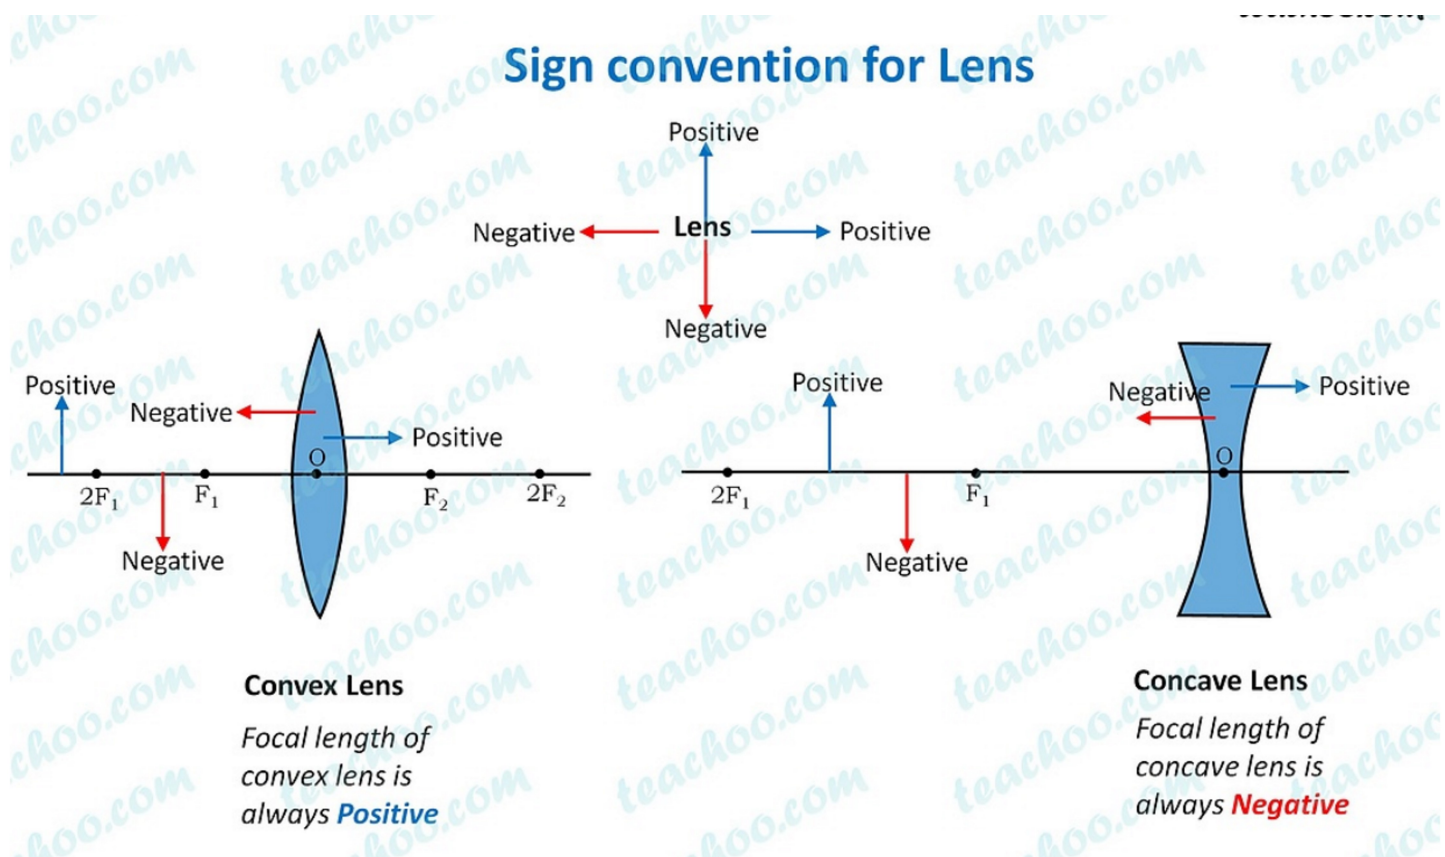 Sign convention for Lens
Positive
Negative
Lens
Positive
Negative
Positive
Negative
Positive
O
2F₁
F₁
F₂
2F₂
Negative
Convex Lens
Focal length of
convex lens is
always Positive
Positive
Negative
Positive
O
2F₁
F₁
Negative
Concave Lens
Focal length of
concave lens is
always Negative
teachoo.com